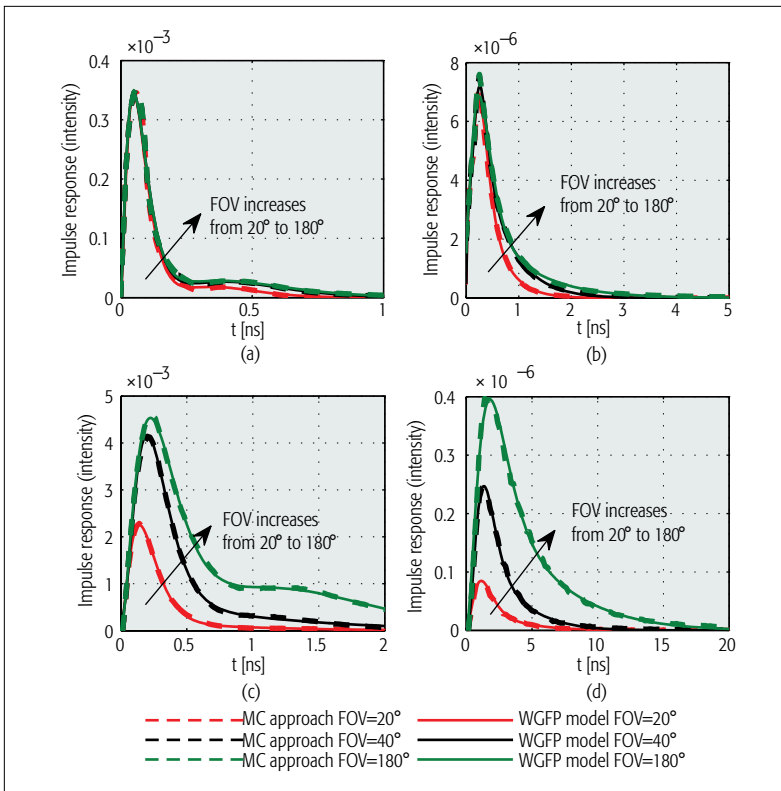 ×10⁻³
0.4
0.3
0.2
0.1
0
0
0.5
1
Impulse response (intensity)
FOV increases
from 20° to 180°
t [ns]
(a)
×10⁻⁶
8
6
4
2
0
0
1
2
3
4
5
Impulse response (intensity)
FOV increases
from 20° to 180°
t [ns]
(b)
×10⁻³
5
4
3
2
1
0
0
0.5
1
1.5
2
Impulse response (intensity)
FOV increases
from 20° to 180°
t [ns]
(c)
× 10⁻⁶
0.4
0.3
0.2
0.1
0
0
5
10
15
20
Impulse response (intensity)
FOV increases
from 20° to 180°
t [ns]
(d)
MC approach FOV=20°
WGFP model FOV=20°
MC approach FOV=40°
WGFP model FOV=40°
MC approach FOV=180°
WGFP model FOV=180°